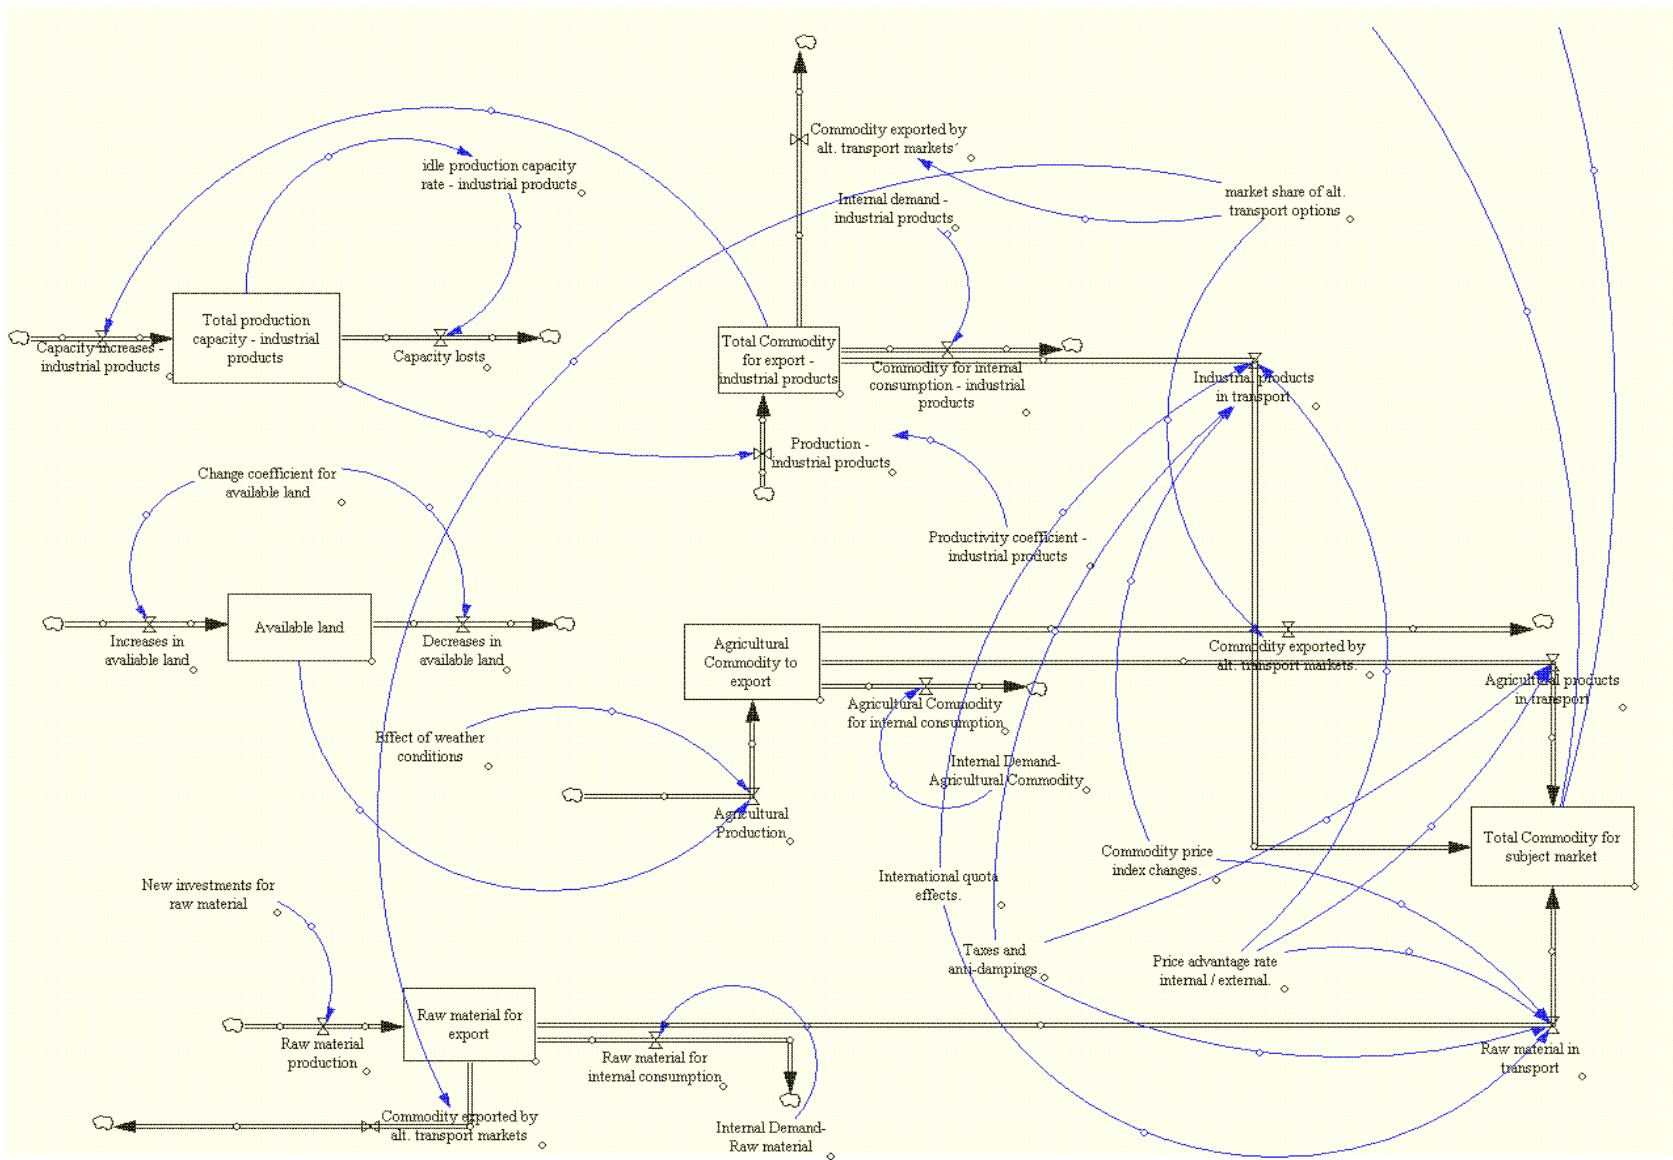 Commodity exported by
alt. transport markets´
idle production capacity
rate - industrial products
Internal demand -
industrial products
market share of alt.
transport options
Total production
capacity - industrial
products
Capacity increases -
industrial products
Capacity losts
Total Commodity
for export -
industrial products
Commodity for internal
consumption - industrial
products
Industrial products
in transport
Production -
industrial products
Change coefficient for
available land
Productivity coefficient -
industrial products
Available land
Increases in
avaliable land
Decreases in
available land
Agricultural
Commodity to
export
Commodity exported by
alt. transport markets.
Agricultural products
in transport
Agricultural Commodity
for internal consumption
Effect of weather
conditions
Internal Demand-
Agricultural Commodity
Agricultural
Production
Total Commodity for
subject market
Commodity price
index changes.
International quota
effects.
New investments for
raw material
Taxes and
anti-dampings
Price advantage rate
internal / external.
Raw material for
export
Raw material
production
Raw material for
internal consumption
Raw material in
transport
Commodity exported by
alt. transport markets
Internal Demand-
Raw material